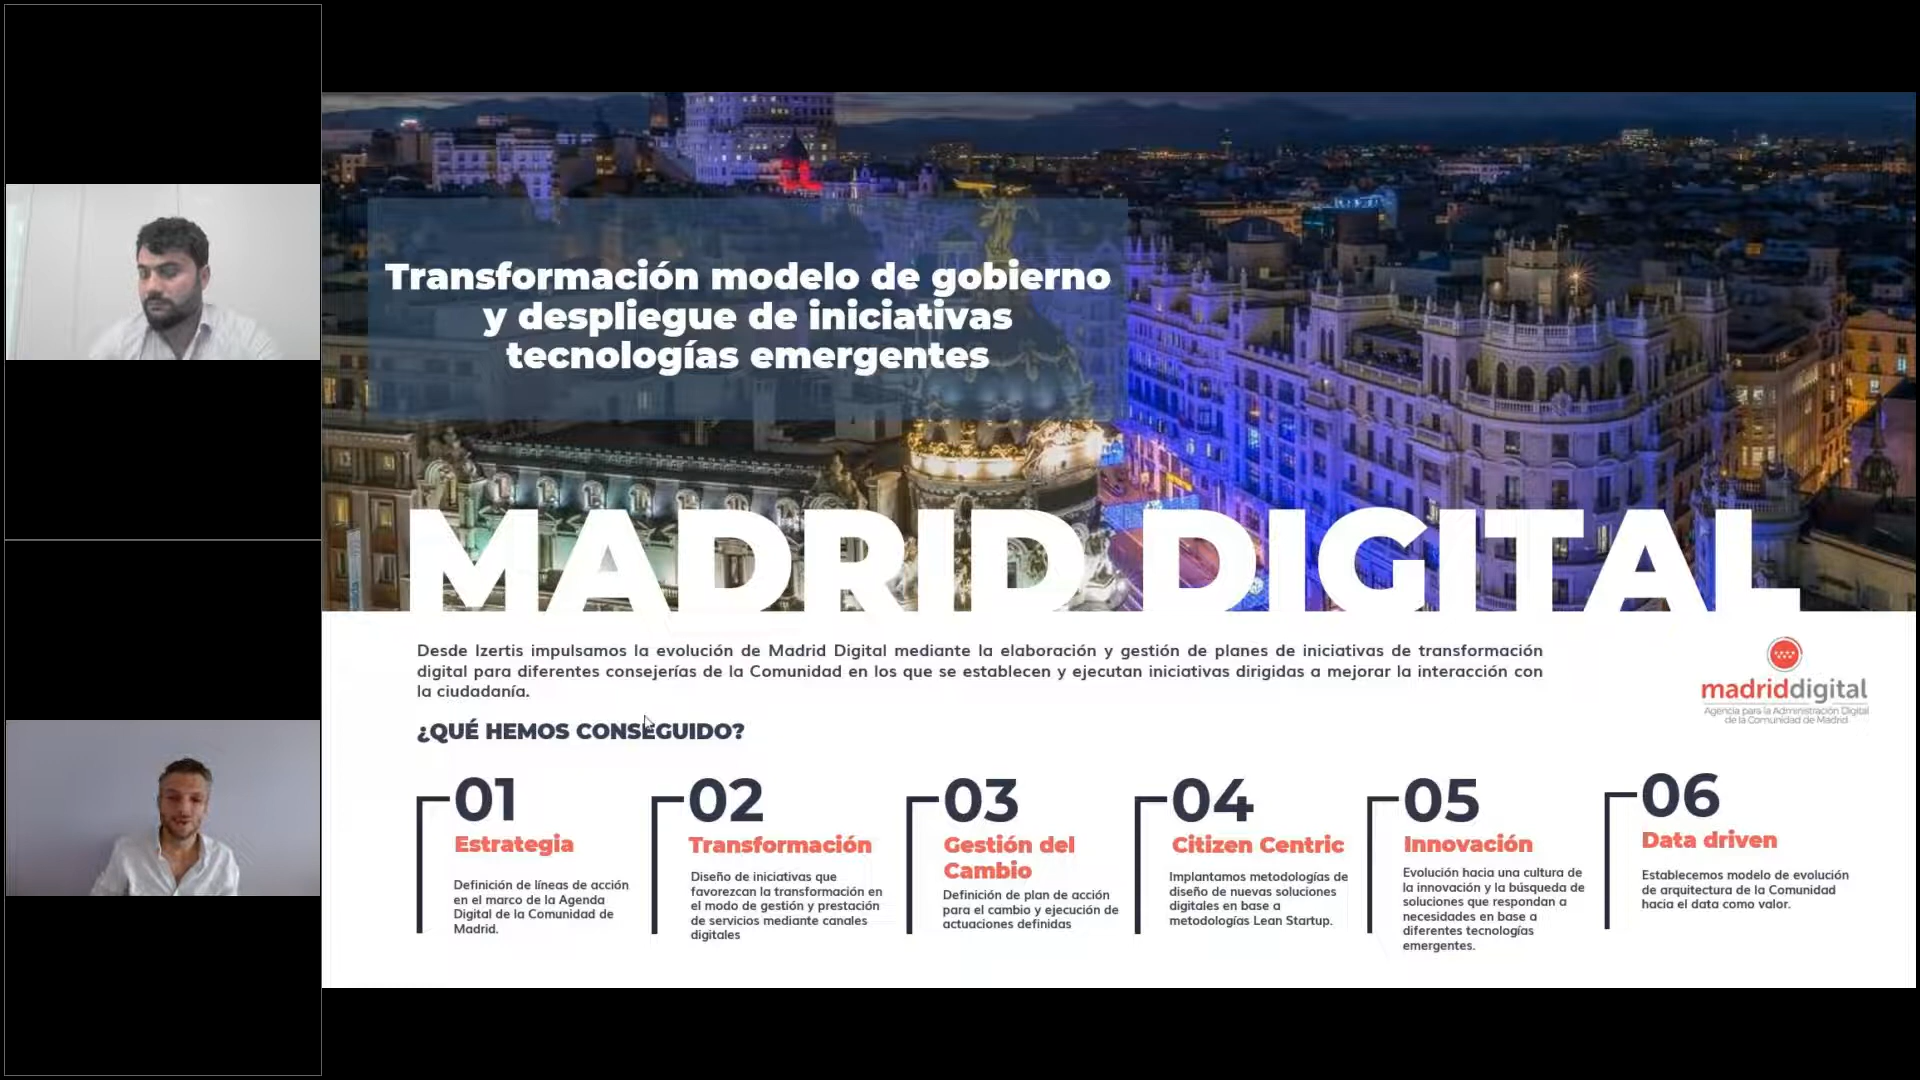 Transformación modelo de gobierno
y despliegue de iniciativas
tecnologías emergentes
MADRID DIGITAL
Desde Izertis impulsamos la evolución de Madrid Digital mediante la elaboración y gestión de planes de iniciativas de transformación
digital para diferentes consejerías de la Comunidad en los que se establecen y ejecutan iniciativas dirigidas a mejorar la interacción con
la ciudadanía.
madriddigital
Agencia para la Administración Digital
de la Comunidad de Madrid
¿QUÉ HEMOS CONSEGUIDO?
01
Estrategia
Definición de líneas de acción
en el marco de la Agenda
Digital de la Comunidad de
Madrid.
02
Transformación
Diseño de iniciativas que
favorezcan la transformación en
el modo de gestión y prestación
de servicios mediante canales
digitales
03
Gestión del
Cambio
Definición de plan de acción
para el cambio y ejecución de
actuaciones definidas
04
Citizen Centric
Implantamos metodologías de
diseño de nuevas soluciones
digitales en base a
metodologías Lean Startup.
05
Innovación
Evolución hacia una cultura de
la innovación y la búsqueda de
soluciones que respondan a
necesidades en base a
diferentes tecnologías
emergentes.
06
Data driven
Establecemos modelo de evolución
de arquitectura de la Comunidad
hacia el data como valor.